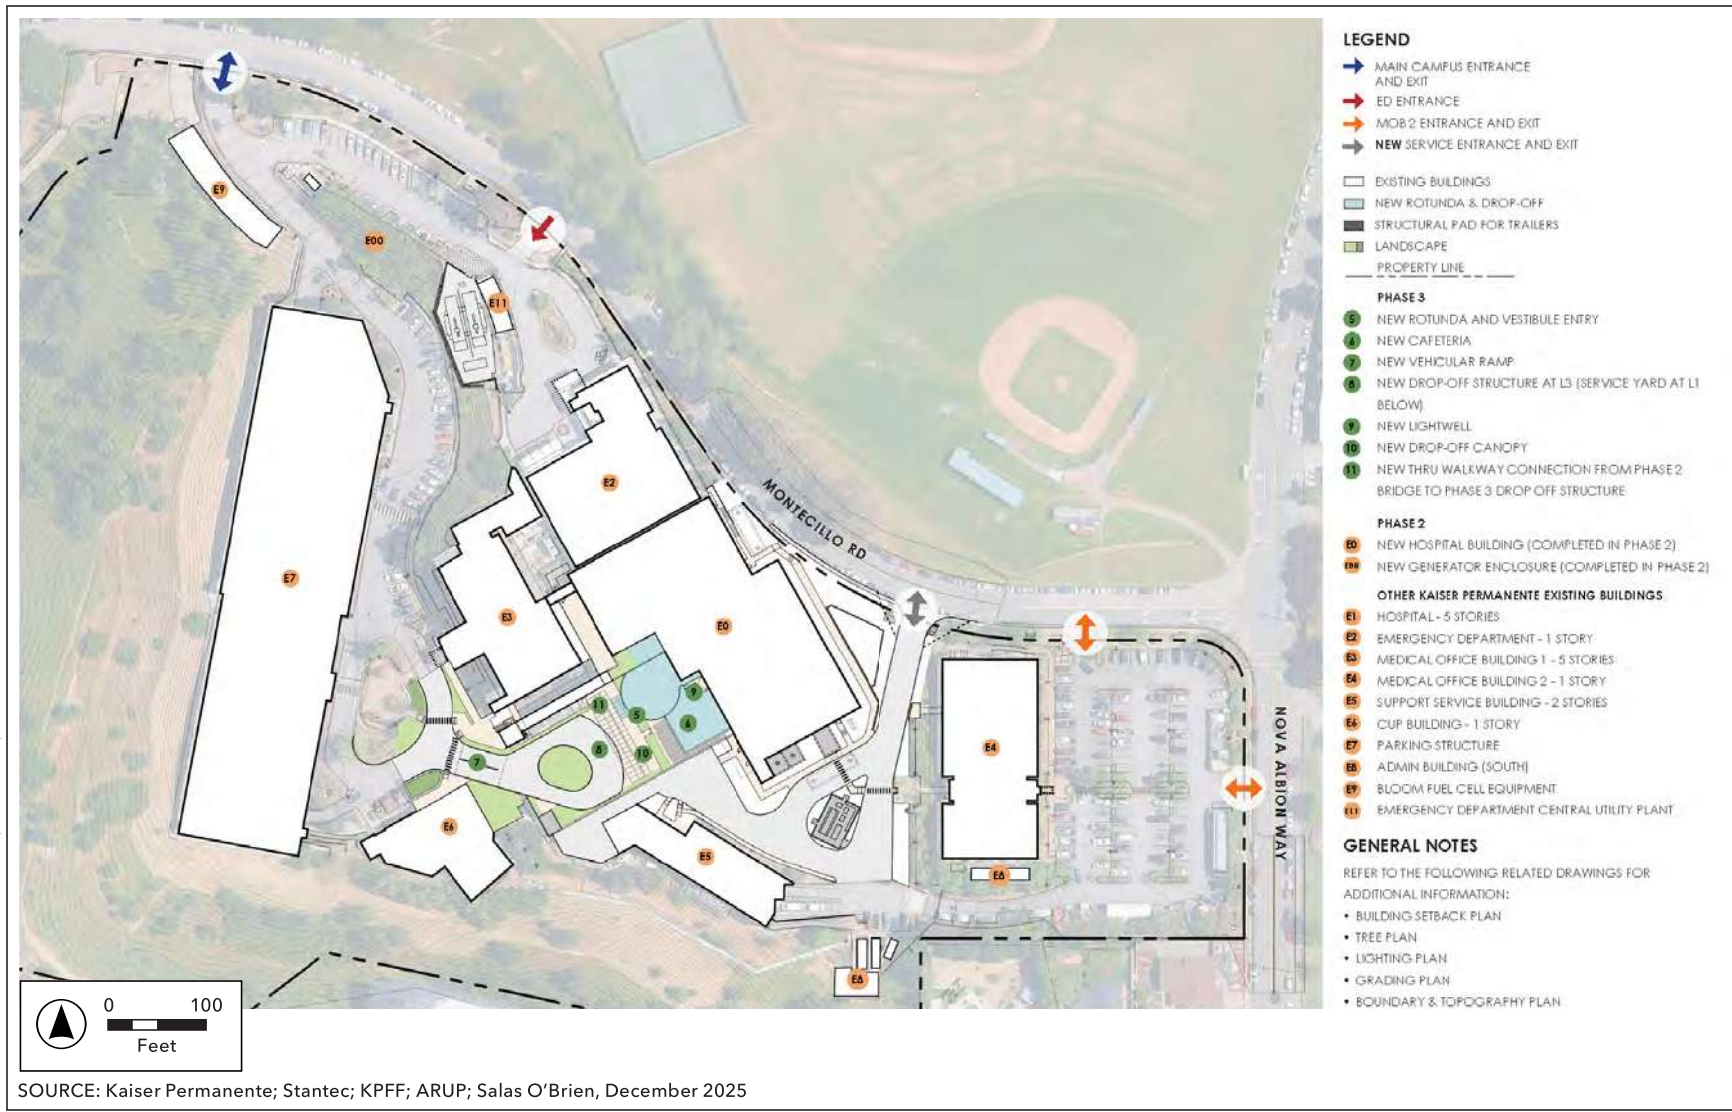 E9
E00
E11
E2
MONTECILLO RD
E7
E3
E0
9
11
5
6
8
10
7
E4
E6
E5
E8
E8
NOVA ALBION WAY
0 100
Feet
SOURCE: Kaiser Permanente; Stantec; KPFF; ARUP; Salas O'Brien, December 2025
LEGEND
MAIN CAMPUS ENTRANCE
AND EXIT
ED ENTRANCE
MOB 2 ENTRANCE AND EXIT
NEW SERVICE ENTRANCE AND EXIT
EXISTING BUILDINGS
NEW ROTUNDA & DROP-OFF
STRUCTURAL PAD FOR TRAILERS
LANDSCAPE
PROPERTY LINE
PHASE 3
5 NEW ROTUNDA AND VESTIBULE ENTRY
6 NEW CAFETERIA
7 NEW VEHICULAR RAMP
8 NEW DROP-OFF STRUCTURE AT L3 (SERVICE YARD AT L1
BELOW)
9 NEW LIGHTWELL
10 NEW DROP-OFF CANOPY
11 NEW THRU WALKWAY CONNECTION FROM PHASE 2
BRIDGE TO PHASE 3 DROP OFF STRUCTURE
PHASE 2
E0 NEW HOSPITAL BUILDING (COMPLETED IN PHASE 2)
E00 NEW GENERATOR ENCLOSURE (COMPLETED IN PHASE 2)
OTHER KAISER PERMANENTE EXISTING BUILDINGS
E1 HOSPITAL - 5 STORIES
E2 EMERGENCY DEPARTMENT - 1 STORY
E3 MEDICAL OFFICE BUILDING 1 - 5 STORIES
E4 MEDICAL OFFICE BUILDING 2 - 1 STORY
E5 SUPPORT SERVICE BUILDING - 2 STORIES
E6 CUP BUILDING - 1 STORY
E7 PARKING STRUCTURE
E8 ADMIN BUILDING (SOUTH)
E9 BLOOM FUEL CELL EQUIPMENT
E11 EMERGENCY DEPARTMENT CENTRAL UTILITY PLANT
GENERAL NOTES
REFER TO THE FOLLOWING RELATED DRAWINGS FOR
ADDITIONAL INFORMATION:
• BUILDING SETBACK PLAN
• TREE PLAN
• LIGHTING PLAN
• GRADING PLAN
• BOUNDARY & TOPOGRAPHY PLAN